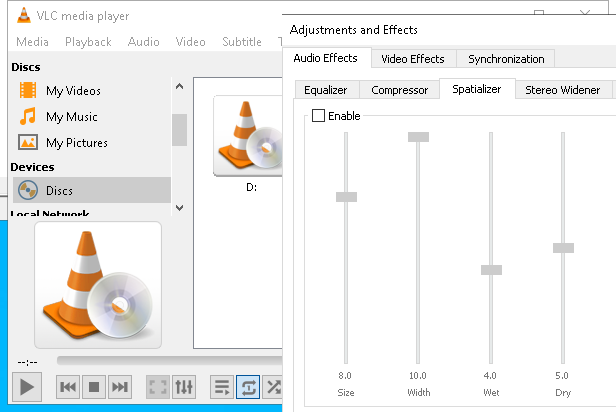 VLC media player
Media Playback Audio Video Subtitle
Discs
My Videos
My Music
My Pictures
Devices
Discs
Local Network
D:
--:--
Adjustments and Effects
Audio Effects Video Effects Synchronization
Equalizer Compressor Spatializer Stereo Widener
Enable
8.0 10.0 4.0 5.0
Size Width Wet Dry